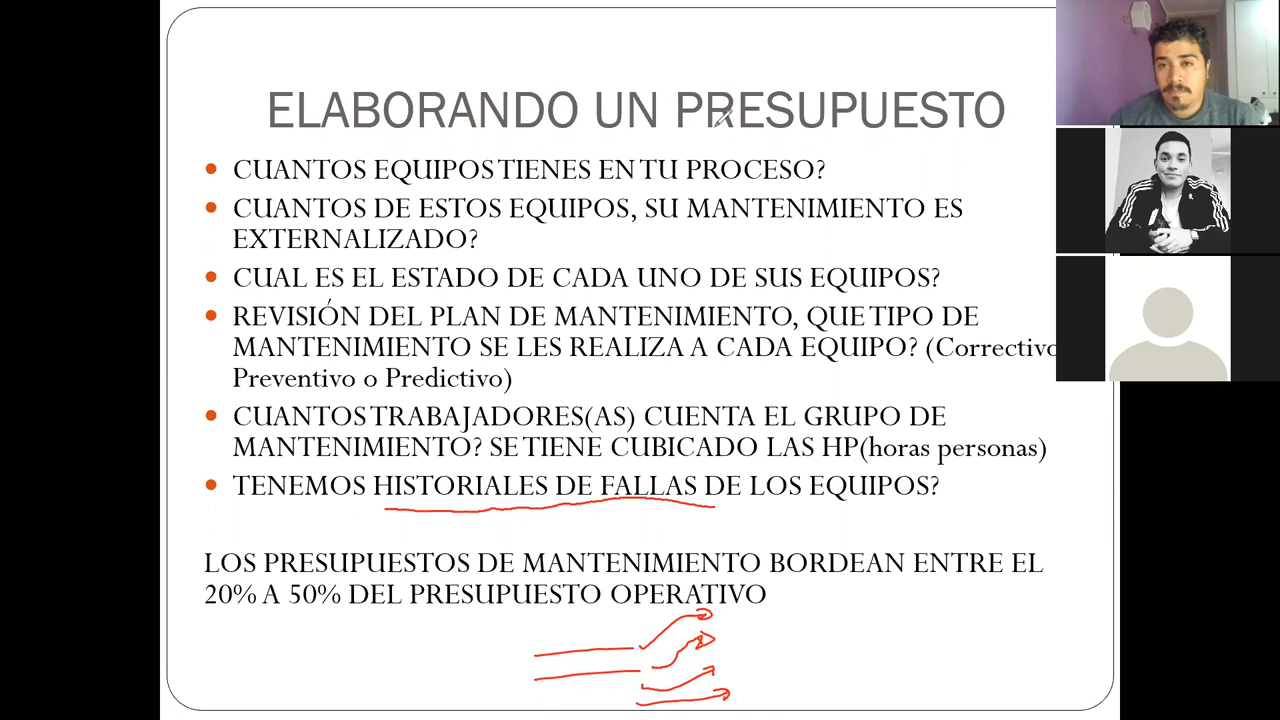 ELABORANDO UN PRESUPUESTO
• CUANTOS EQUIPOS TIENES EN TU PROCESO?
• CUANTOS DE ESTOS EQUIPOS, SU MANTENIMIENTO ES
EXTERNALIZADO?
• CUAL ES EL ESTADO DE CADA UNO DE SUS EQUIPOS?
• REVISIÓN DEL PLAN DE MANTENIMIENTO, QUE TIPO DE
MANTENIMIENTO SE LES REALIZA A CADA EQUIPO? (Correctivo
Preventivo o Predictivo)
• CUANTOS TRABAJADORES(AS) CUENTA EL GRUPO DE
MANTENIMIENTO? SE TIENE CUBICADO LAS HP(horas personas)
• TENEMOS HISTORIALES DE FALLAS DE LOS EQUIPOS?
LOS PRESUPUESTOS DE MANTENIMIENTO BORDEAN ENTRE EL
20% A 50% DEL PRESUPUESTO OPERATIVO